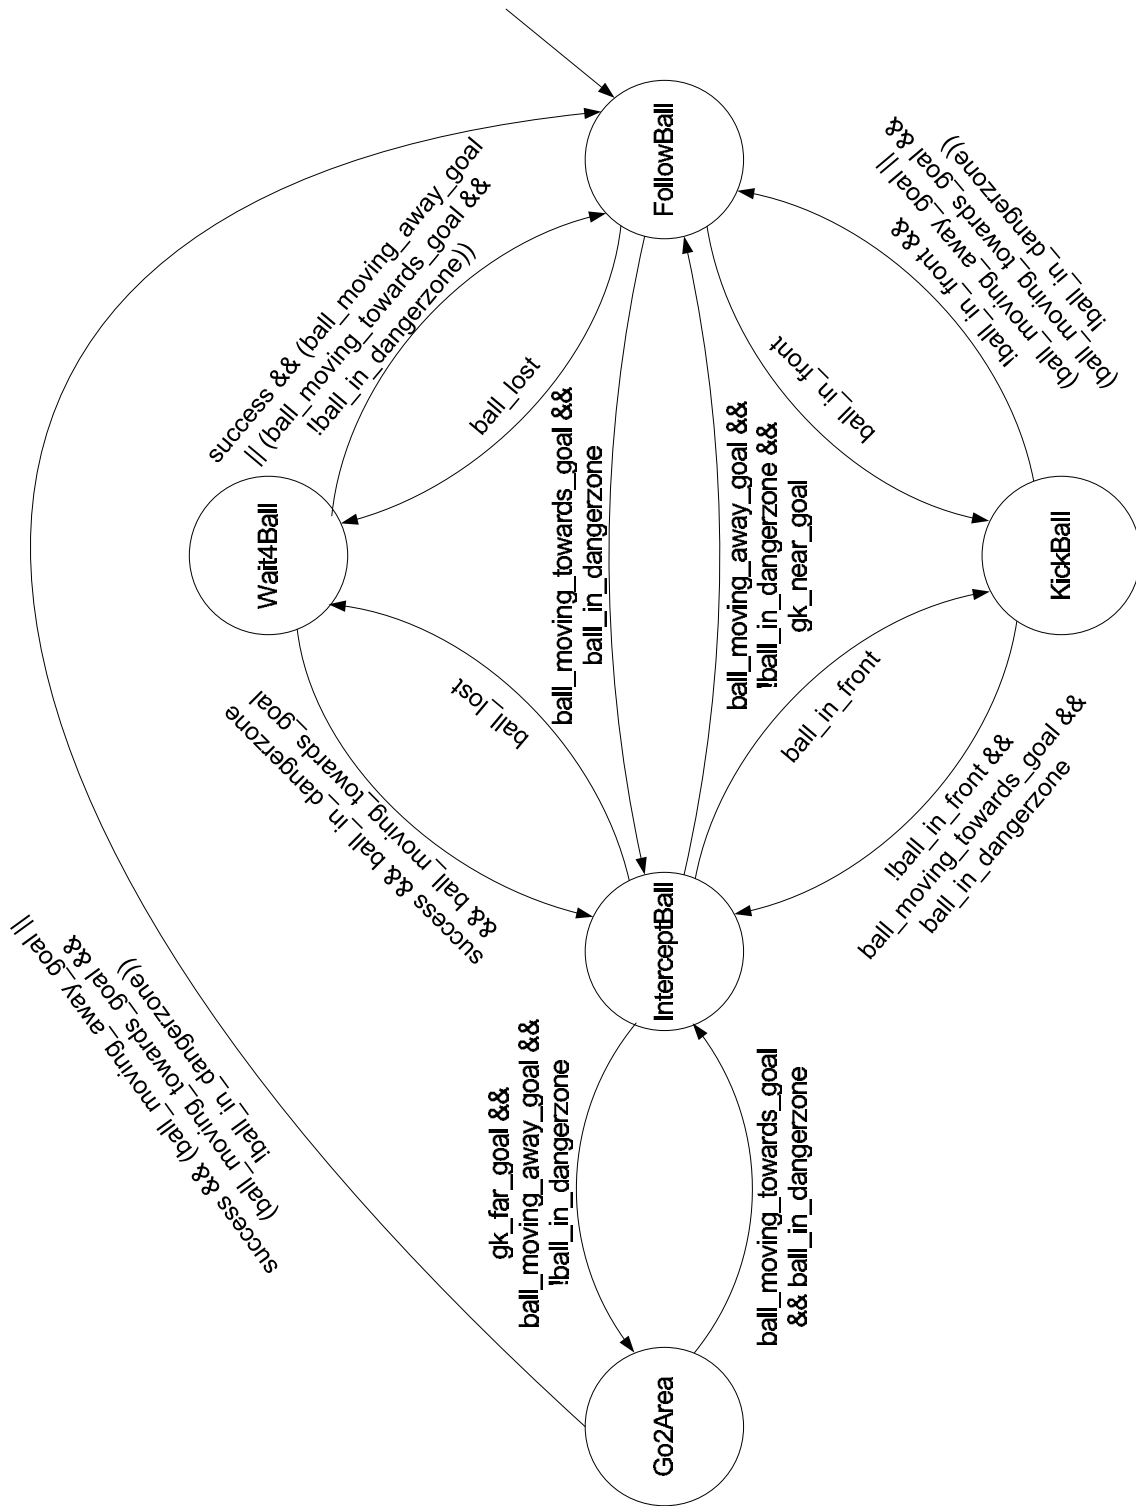 FollowBall
success && (ball_moving_away_goal
|| (ball_moving_towards_goal &&
!ball_in_dangerzone))
!ball_in_front &&
(ball_moving_away_goal ||
(ball_moving_towards_goal &&
!ball_in_dangerzone))
ball_lost
ball_in_front
Wait4Ball
ball_moving_towards_goal &&
ball_in_dangerzone
ball_moving_away_goal &&
!ball_in_dangerzone &&
gk_near_goal
KickBall
success && ball_in_dangerzone
&& ball_moving_towards_goal
ball_lost
ball_in_front
!ball_in_front &&
ball_moving_towards_goal &&
ball_in_dangerzone
InterceptBall
success && (ball_moving_away_goal ||
(ball_moving_towards_goal &&
!ball_in_dangerzone))
gk_far_goal &&
ball_moving_away_goal &&
!ball_in_dangerzone
ball_moving_towards_goal
&& ball_in_dangerzone
Go2Area